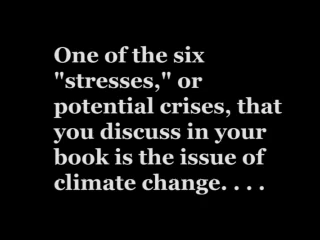 One of the six
"stresses," or
potential crises, that
you discuss in your
book is the issue of
climate change. . . .